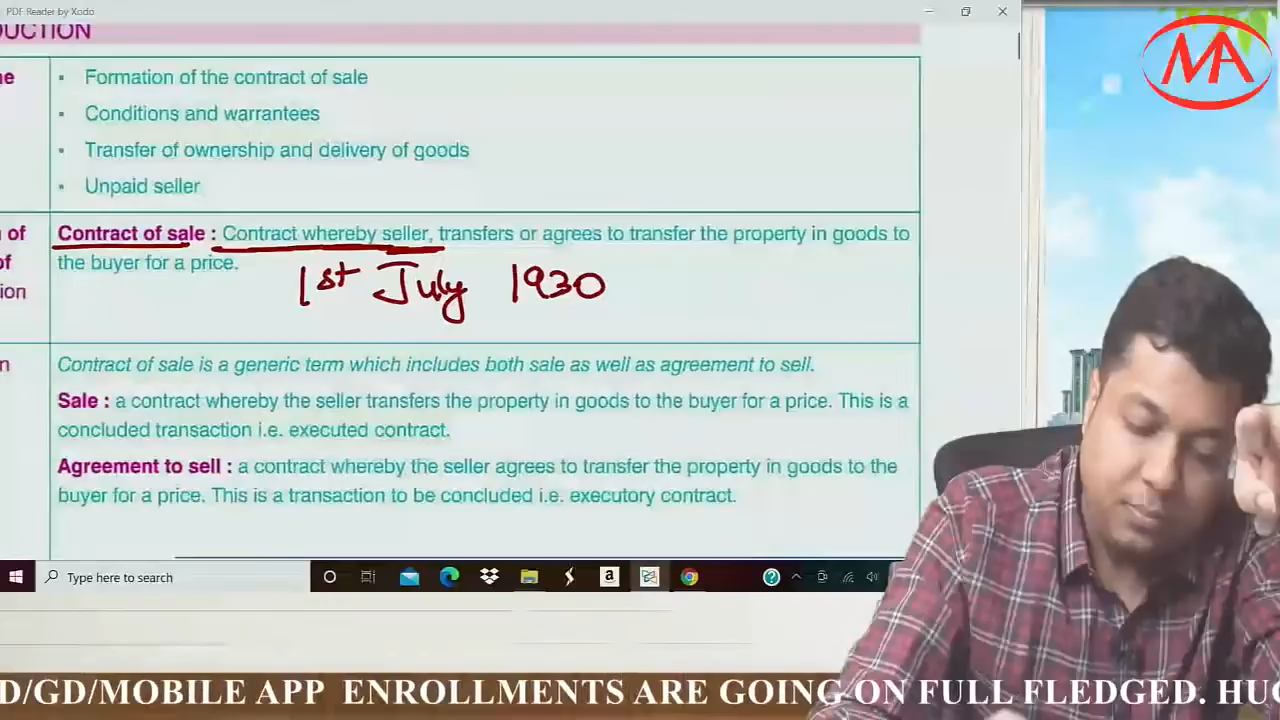 PDF Reader by Xodo
UCTION
MA
ne
Formation of the contract of sale
Conditions and warrantees
Transfer of ownership and delivery of goods
Unpaid seller
n of
of
ion
Contract of sale : Contract whereby seller, transfers or agrees to transfer the property in goods to
the buyer for a price.
1st July 1930
n
Contract of sale is a generic term which includes both sale as well as agreement to sell.
Sale : a contract whereby the seller transfers the property in goods to the buyer for a price. This is a
concluded transaction i.e. executed contract.
Agreement to sell : a contract whereby the seller agrees to transfer the property in goods to the
buyer for a price. This is a transaction to be concluded i.e. executory contract.
Type here to search
D/GD/MOBILE APP ENROLLMENTS ARE GOING ON FULL FLEDGED. HUG